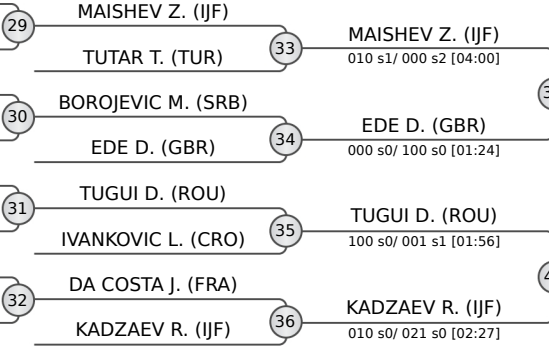 MAISHEV Z. (IJF)
29
33
MAISHEV Z. (IJF)
010 s1/ 000 s2 [04:00]
TUTAR T. (TUR)
BOROJEVIC M. (SRB)
30
34
EDE D. (GBR)
000 s0/ 100 s0 [01:24]
EDE D. (GBR)
TUGUI D. (ROU)
31
35
TUGUI D. (ROU)
100 s0/ 001 s1 [01:56]
IVANKOVIC L. (CRO)
DA COSTA J. (FRA)
32
36
KADZAEV R. (IJF)
010 s0/ 021 s0 [02:27]
KADZAEV R. (IJF)